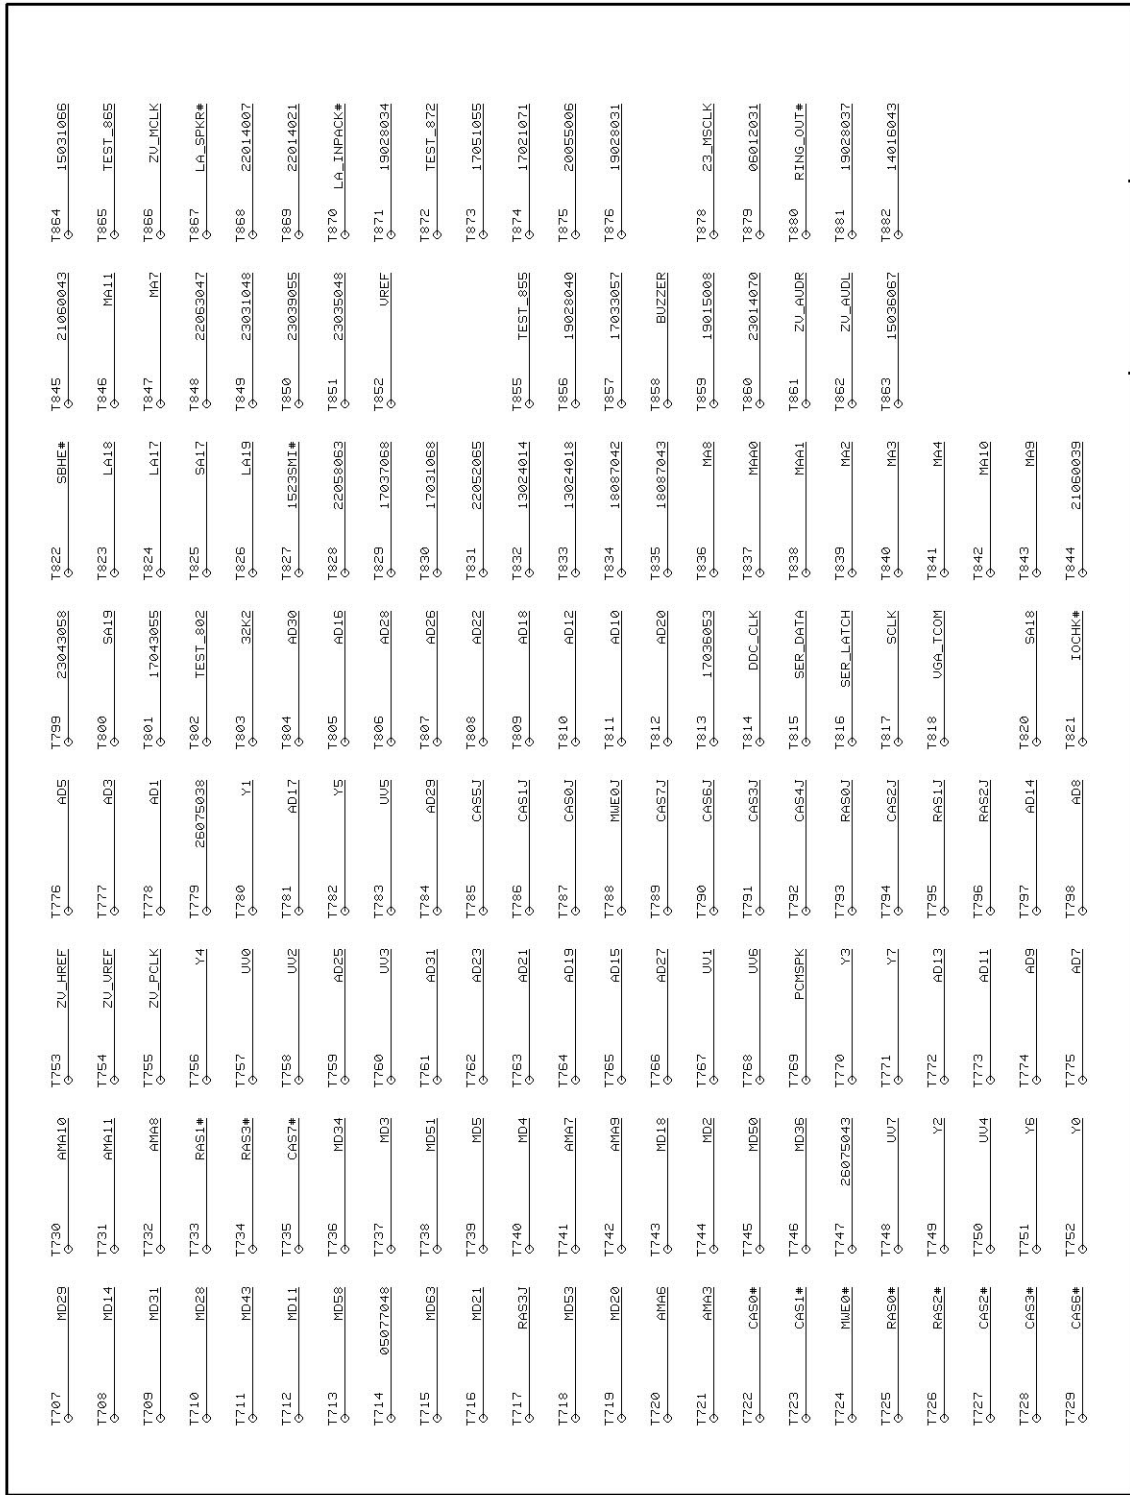 T707 MD29
T708 MD14
T709 MD31
T710 MD28
T711 MD43
T712 MD11
T713 MD58
T714 05077048
T715 MD63
T716 MD21
T717 RAS3J
T718 MD53
T719 MD20
T720 AMA6
T721 AMA3
T722 CAS0#
T723 CAS1#
T724 MWE0#
T725 RAS0#
T726 RAS2#
T727 CAS2#
T728 CAS3#
T729 CAS6#
T730 AMA10
T731 AMA11
T732 AMA8
T733 RAS1#
T734 RAS3#
T735 CAS7#
T736 MD34
T737 MD3
T738 MD51
T739 MD5
T740 MD4
T741 AMA7
T742 AMA9
T743 MD18
T744 MD2
T745 MD50
T746 MD36
T747 26075043
T748 UV7
T749 Y2
T750 UV4
T751 Y6
T752 Y0
T753 ZV_HREF
T754 ZV_VREF
T755 ZV_PCLK
T756 Y4
T757 UV0
T758 UV2
T759 AD25
T760 UV3
T761 AD31
T762 AD23
T763 AD21
T764 AD19
T765 AD15
T766 AD27
T767 UV1
T768 UV6
T769 PCMSPK
T770 Y3
T771 Y7
T772 AD13
T773 AD11
T774 AD9
T775 AD7
T776 AD5
T777 AD3
T778 AD1
T779 26075038
T780 Y1
T781 AD17
T782 Y5
T783 UV5
T784 AD29
T785 CAS5J
T786 CAS1J
T787 CAS0J
T788 MWE0J
T789 CAS7J
T790 CAS6J
T791 CAS3J
T792 CAS4J
T793 RAS0J
T794 CAS2J
T795 RAS1J
T796 RAS2J
T797 AD14
T798 AD8
T799 23043058
T800 SA19
T801 17043055
T802 TEST_802
T803 32K2
T804 AD30
T805 AD16
T806 AD28
T807 AD26
T808 AD22
T809 AD18
T810 AD12
T811 AD10
T812 AD20
T813 17036053
T814 DDC_CLK
T815 SER_DATA
T816 SER_LATCH
T817 SCLK
T818 VGA_TCOM
T820 SA18
T821 IOCHK#
T822 SBHE#
T823 LA18
T824 LA17
T825 SA17
T826 LA19
T827 1523SMI#
T828 22058063
T829 17037068
T830 17031068
T831 22052065
T832 13024014
T833 13024018
T834 18087042
T835 18087043
T836 MA8
T837 MAA0
T838 MAA1
T839 MA2
T840 MA3
T841 MA4
T842 MA10
T843 MA9
T844 21060039
T845 21060043
T846 MA11
T847 MA7
T848 22063047
T849 23031048
T850 23039055
T851 23035048
T852 VREF
T855 TEST_855
T856 19028040
T857 17033057
T858 BUZZER
T859 19015008
T860 23014070
T861 ZV_AUDR
T862 ZV_AUDL
T863 15036067
T864 15031066
T865 TEST_865
T866 ZV_MCLK
T867 LA_SPKR#
T868 22014007
T869 22014021
T870 LA_INPACK#
T871 19028034
T872 TEST_872
T873 17051055
T874 17021071
T875 20055006
T876 19028031
T878 23_MSCLK
T879 06012031
T880 RING_OUT#
T881 19028037
T882 14016043